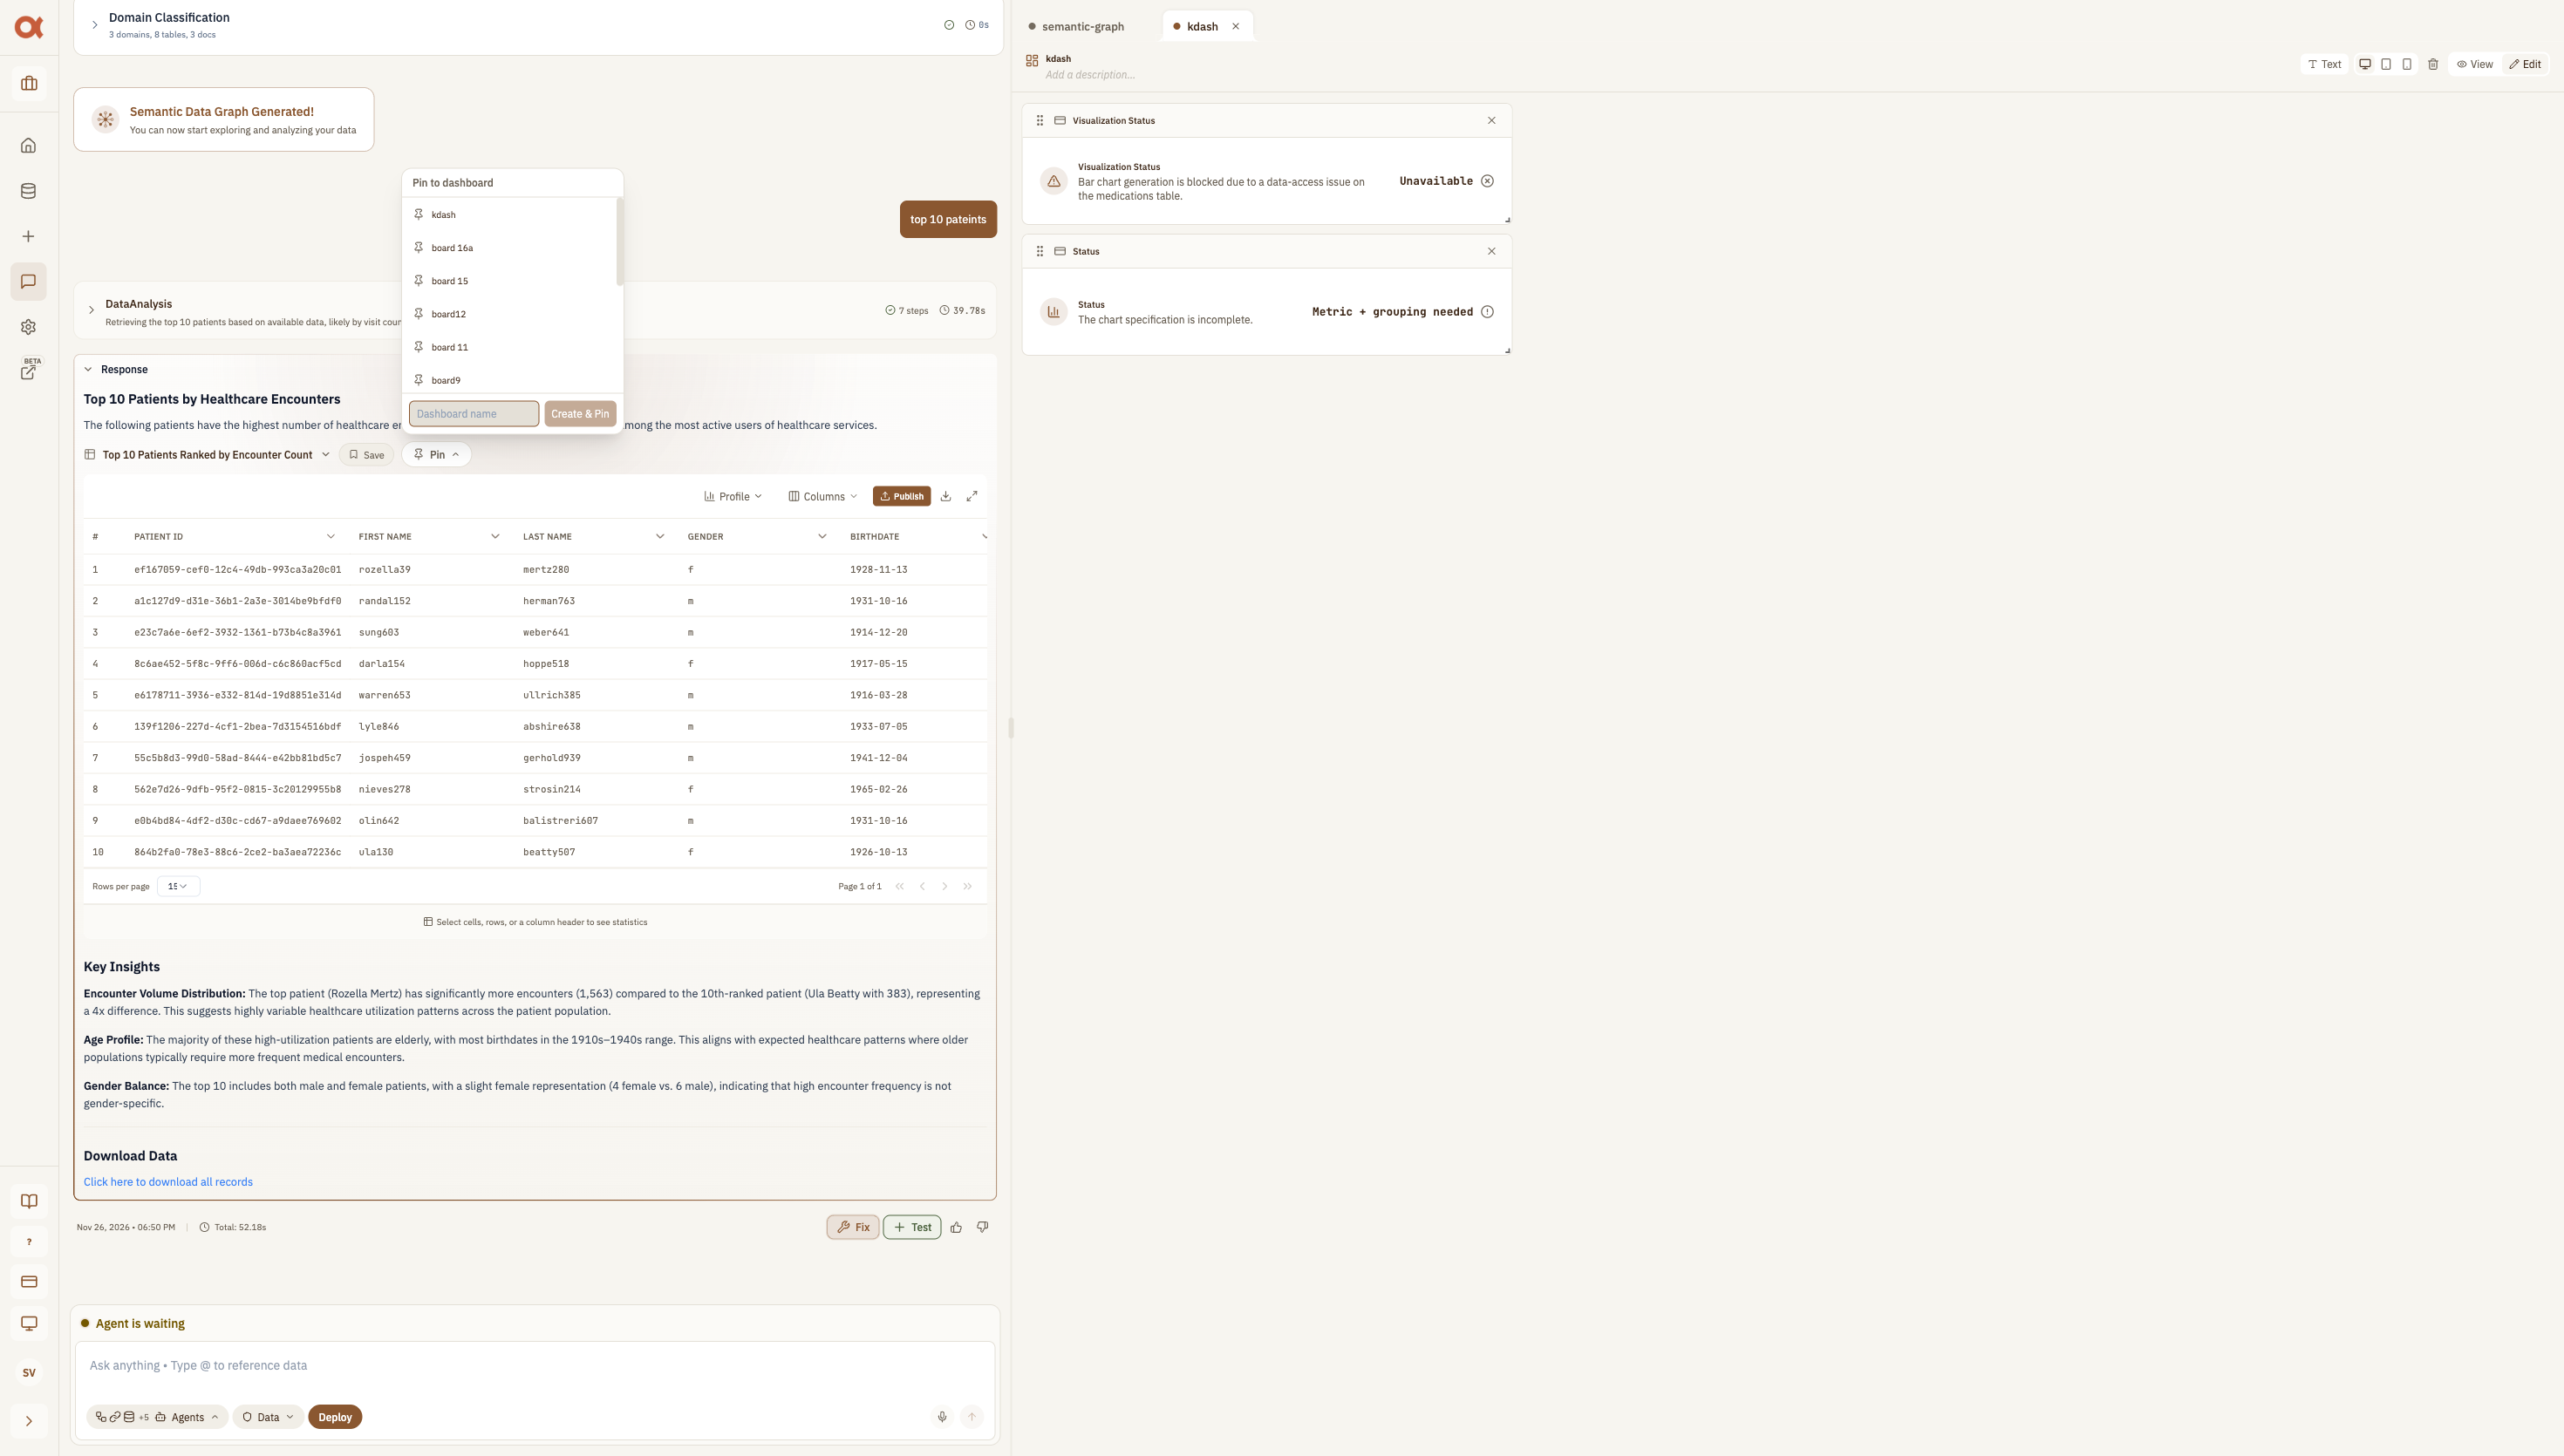 Domain Classification
3 domains, 8 tables, 3 docs
0s
Semantic Data Graph Generated!
You can now start exploring and analyzing your data
top 10 pateints
Pin to dashboard
kdash
board 16a
board 15
board12
board 11
board9
Dashboard name
Create & Pin
DataAnalysis
Retrieving the top 10 patients based on available data, likely by visit
7 steps
39.78s
Response
Top 10 Patients by Healthcare Encounters
The following patients have the highest number of healthcare
mong the most active users of healthcare services.
Top 10 Patients Ranked by Encounter Count
Save
Pin
Profile
Columns
Publish
# PATIENT ID FIRST NAME LAST NAME GENDER BIRTHDATE
1 ef167059-cef0-12c4-49db-993ca3a20c01 rozella39 mertz280 f 1928-11-13
2 a1c127d9-d31e-36b1-2a3e-3014be9bfdf0 randal152 herman763 m 1931-10-16
3 e23c7a6e-6ef2-3932-1361-b73b4c8a3961 sung603 weber641 m 1914-12-20
4 8c6ae452-5f8c-9ff6-006d-c6c860acf5cd darla154 hoppe518 f 1917-05-15
5 e6178711-3936-e332-814d-19d8851e314d warren653 ullrich385 m 1916-03-28
6 139f1206-227d-4cf1-2bea-7d3154516bdf lyle846 abshire638 m 1933-07-05
7 55c5b8d3-99d0-58ad-8444-e42bb81bd5c7 jospeh459 gerhold939 m 1941-12-04
8 562e7d26-9dfb-95f2-0815-3c20129955b8 nieves278 strosin214 f 1965-02-26
9 e0b4bd84-4df2-d30c-cd67-a9daee769602 olin642 balistreri607 m 1931-10-16
10 864b2fa0-78e3-88c6-2ce2-ba3aea72236c ula130 beatty507 f 1926-10-13
Rows per page
Page 1 of 1
Select cells, rows, or a column header to see statistics
Key Insights
Encounter Volume Distribution: The top patient (Rozella Mertz) has significantly more encounters (1,563) compared to the 10th-ranked patient (Ula Beatty with 383), representing
a 4x difference. This suggests highly variable healthcare utilization patterns across the patient population.
Age Profile: The majority of these high-utilization patients are elderly, with most birthdates in the 1910s–1940s range. This aligns with expected healthcare patterns where older
populations typically require more frequent medical encounters.
Gender Balance: The top 10 includes both male and female patients, with a slight female representation (4 female vs. 6 male), indicating that high encounter frequency is not
gender-specific.
Download Data
Click here to download all records
Nov 26, 2026 • 06:50 PM
Total: 52.18s
Fix
Test
Agent is waiting
Ask anything • Type @ to reference data
+5
Agents
Data
Deploy
BETA
?
SV
semantic-graph
kdash
kdash
Add a description...
Text
View
Edit
Visualization Status
Visualization Status
Bar chart generation is blocked due to a data-access issue on
the medications table.
Unavailable
Status
Status
The chart specification is incomplete.
Metric + grouping needed